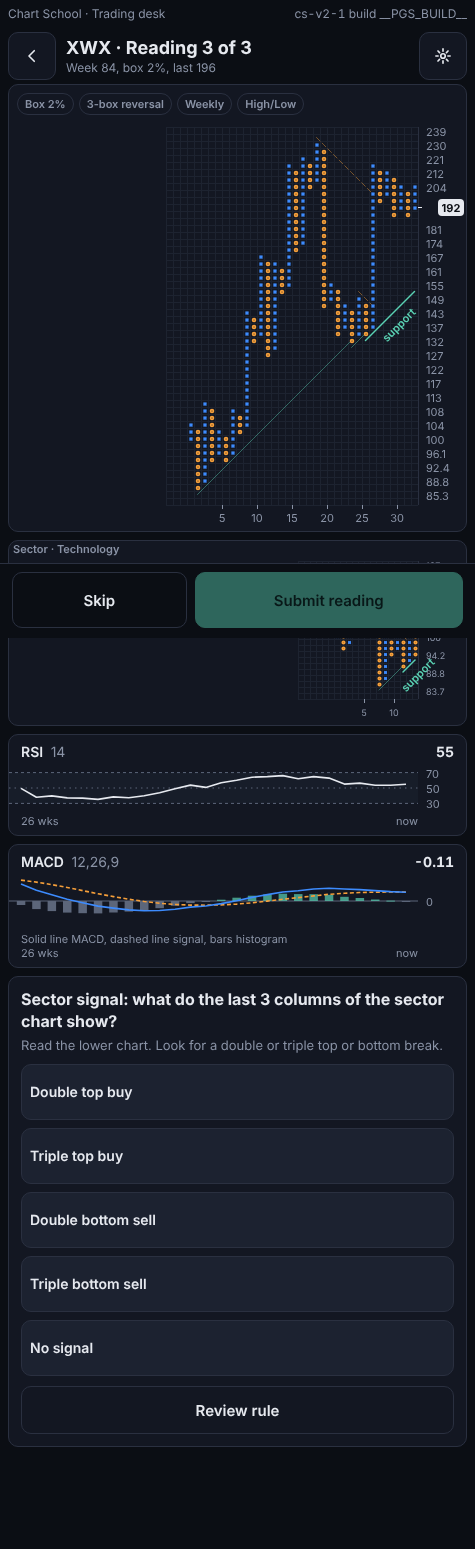 Chart School · Trading desk
cs-v2-1 build __PGS_BUILD__
XWX · Reading 3 of 3
Week 84, box 2%, last 196
Box 2%
3-box reversal
Weekly
High/Low
239
230
221
212
204
192
181
174
167
161
155
149
143
137
132
127
122
117
113
108
104
100
96.1
92.4
88.8
85.3
support
5 10 15 20 25 30
Sector · Technology
Skip
Submit reading
94.2
88.8
83.7
support
5 10
RSI 14
55
70
50
30
26 wks
now
MACD 12,26,9
-0.11
0
Solid line MACD, dashed line signal, bars histogram
26 wks
now
Sector signal: what do the last 3 columns of the sector
chart show?
Read the lower chart. Look for a double or triple top or bottom break.
Double top buy
Triple top buy
Double bottom sell
Triple bottom sell
No signal
Review rule